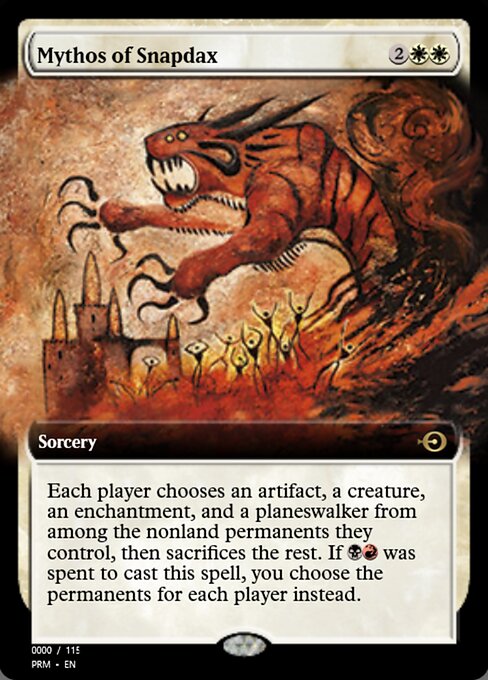 Mythos of Snapdax 2
Sorcery
Each player chooses an artifact, a creature,
an enchantment, and a planeswalker from
among the nonland permanents they
control, then sacrifices the rest. If was
spent to cast this spell, you choose the
permanents for each player instead.
0000 / 115
PRM • EN